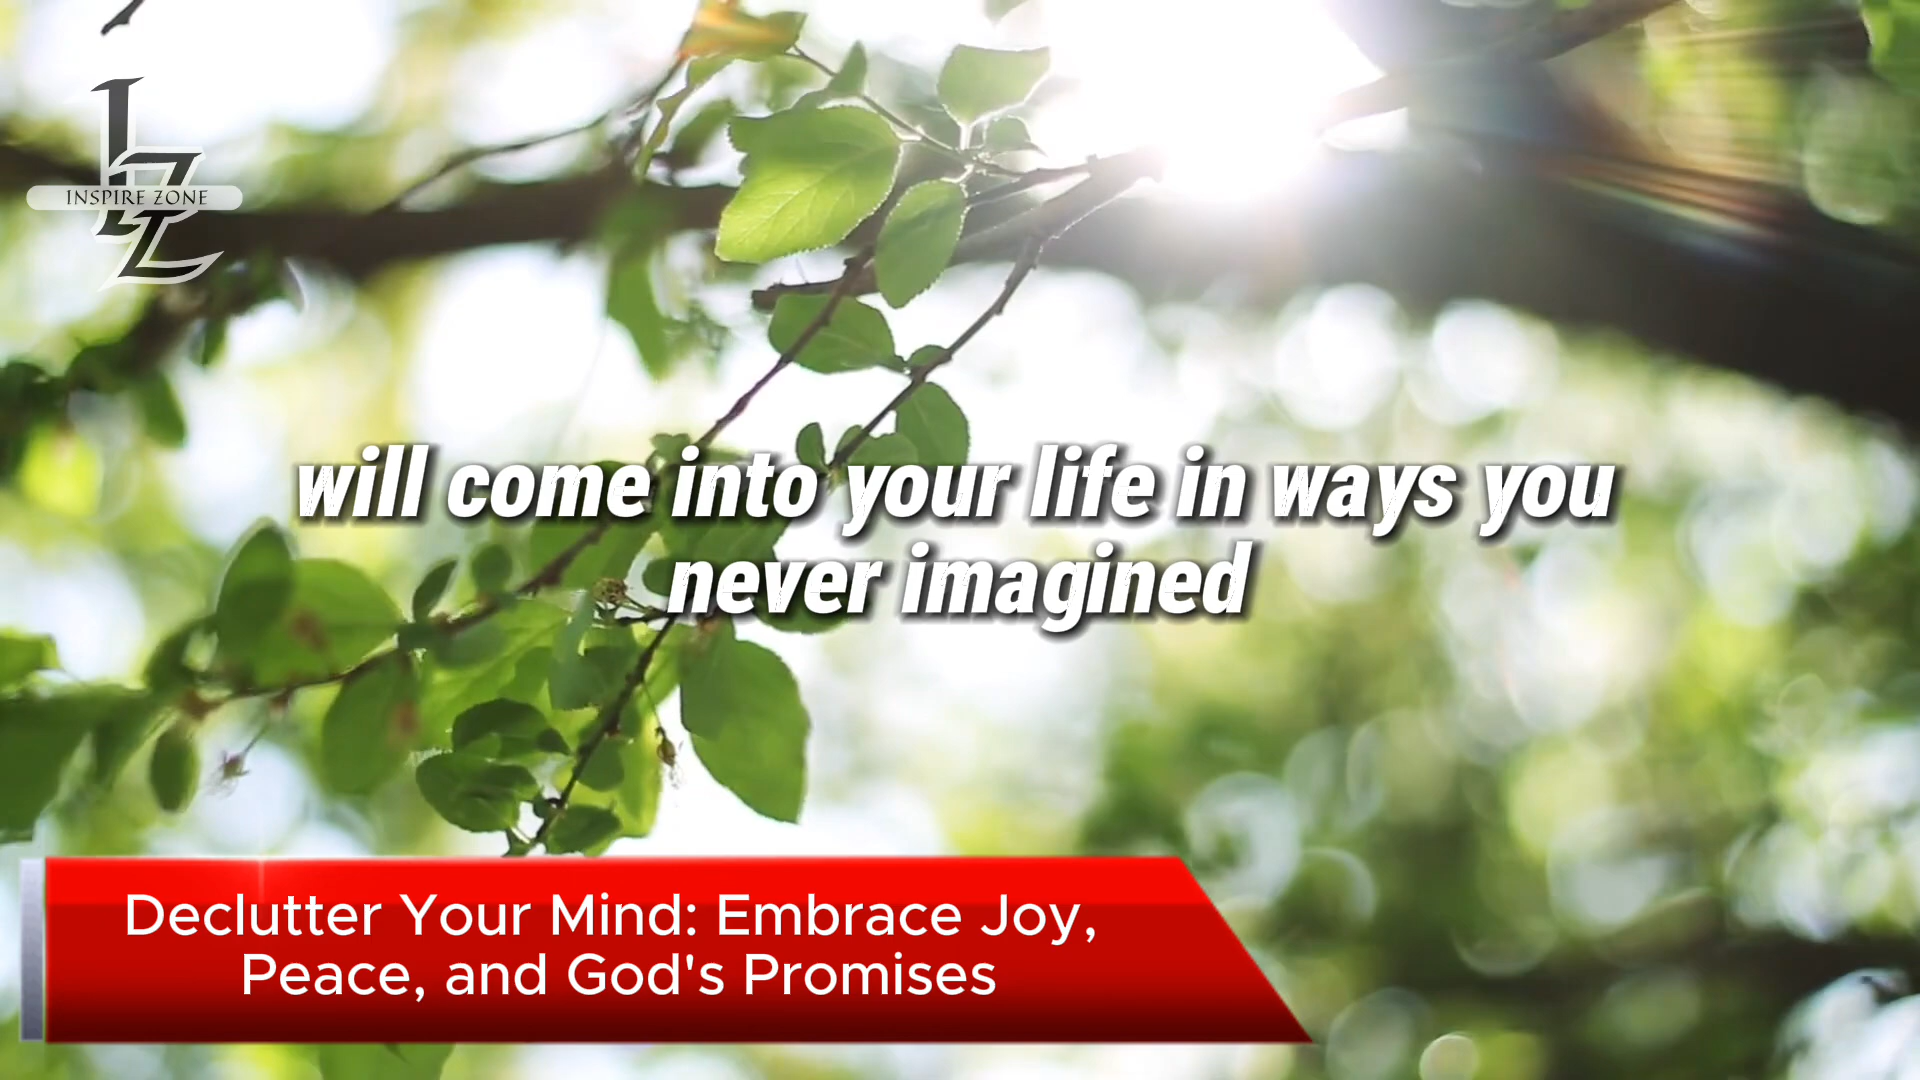 INSPIRE ZONE
will come into your life in ways you
never imagined
Declutter Your Mind: Embrace Joy,
Peace, and God's Promises